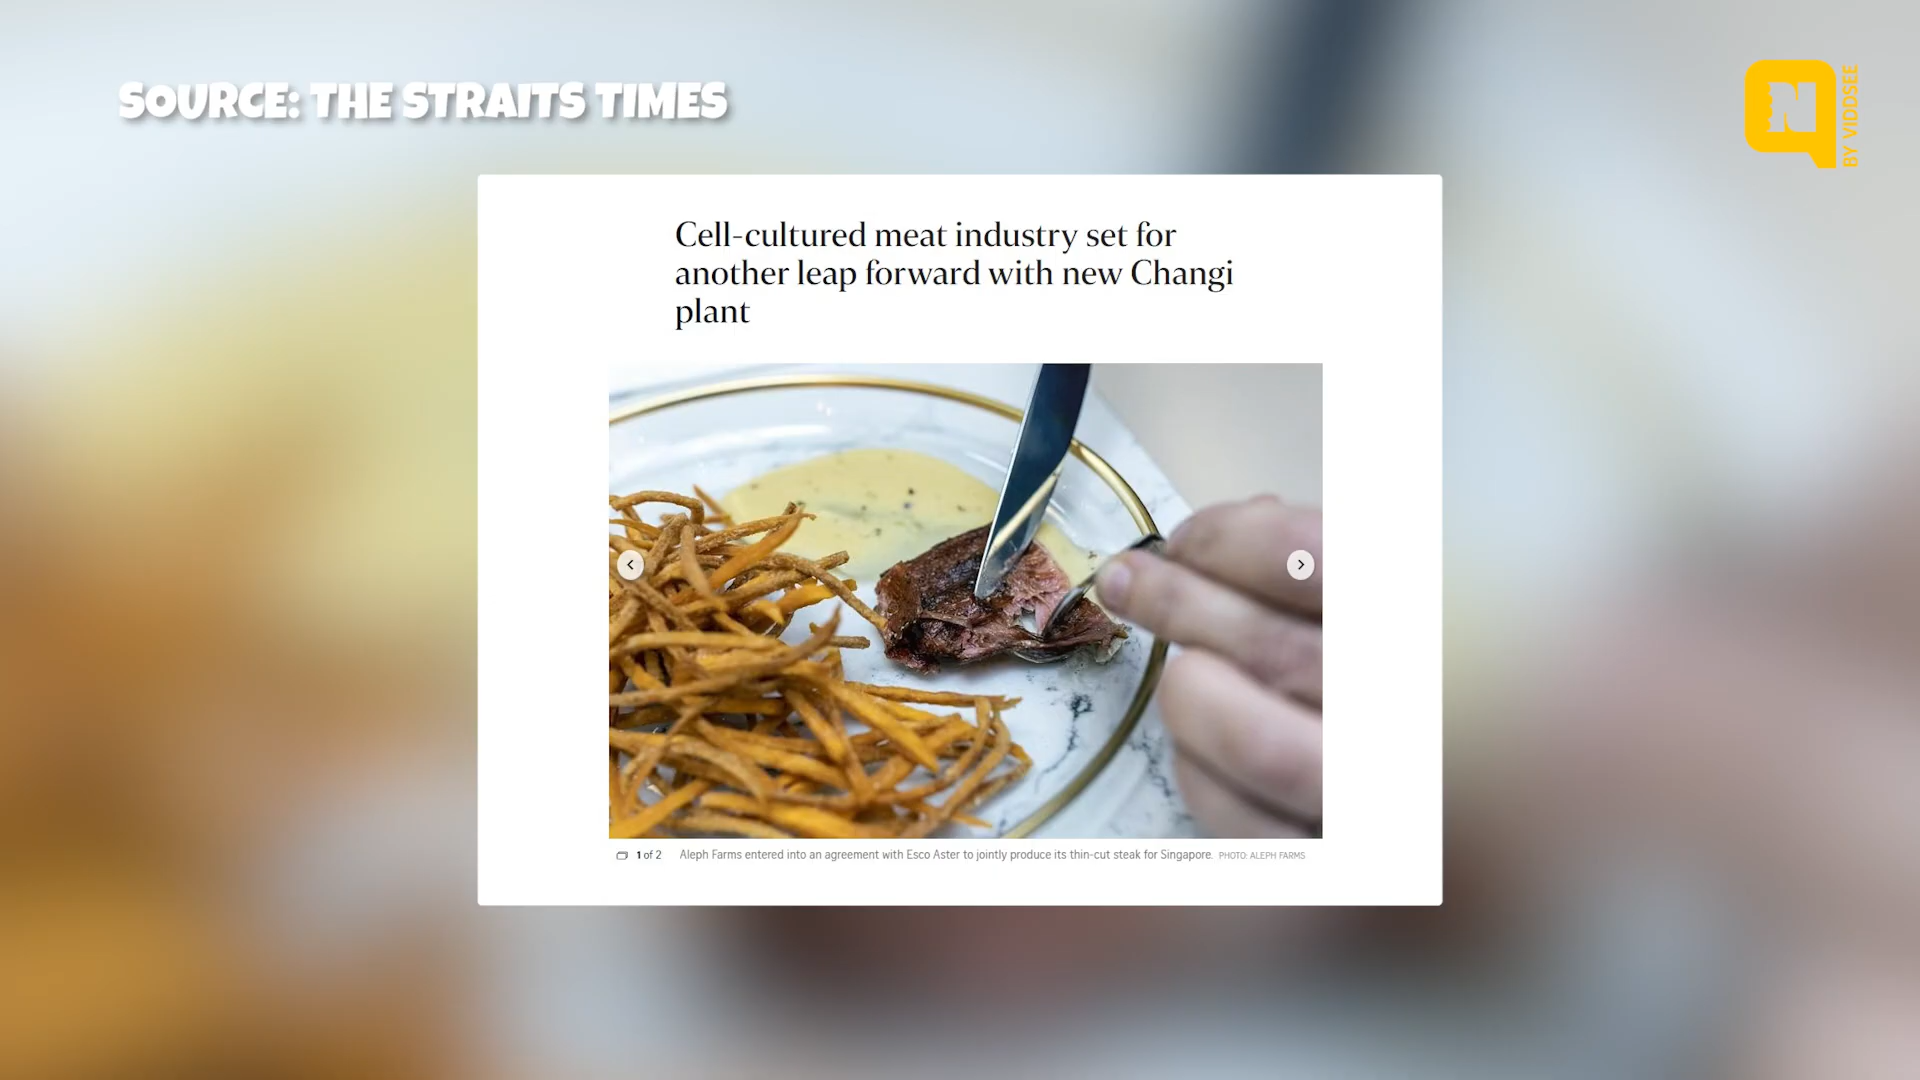 SOURCE: THE STRAITS TIMES
N
BY VIDDSEE
Cell-cultured meat industry set for
another leap forward with new Changi
plant
1 of 2 Aleph Farms entered into an agreement with Esco Aster to jointly produce its thin-cut steak for Singapore. PHOTO: ALEPH FARMS